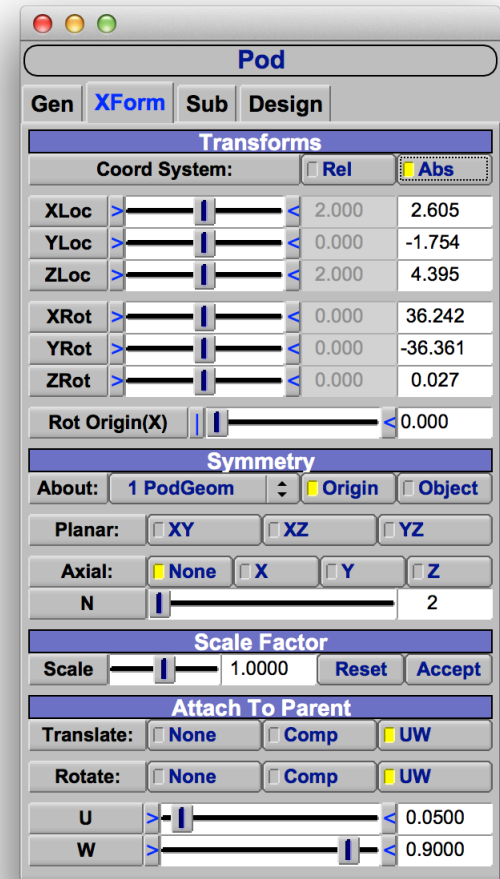 Pod
Gen XForm Sub Design
Transforms
Coord System: Rel Abs
XLoc > < 2.000 2.605
YLoc > < 0.000 -1.754
ZLoc > < 2.000 4.395
XRot > < 0.000 36.242
YRot > < 0.000 -36.361
ZRot > < 0.000 0.027
Rot Origin(X) | < 0.000
Symmetry
About: 1 PodGeom Origin Object
Planar: XY XZ YZ
Axial: None X Y Z
N 2
Scale Factor
Scale 1.0000 Reset Accept
Attach To Parent
Translate: None Comp UW
Rotate: None Comp UW
U > < 0.0500
W > < 0.9000